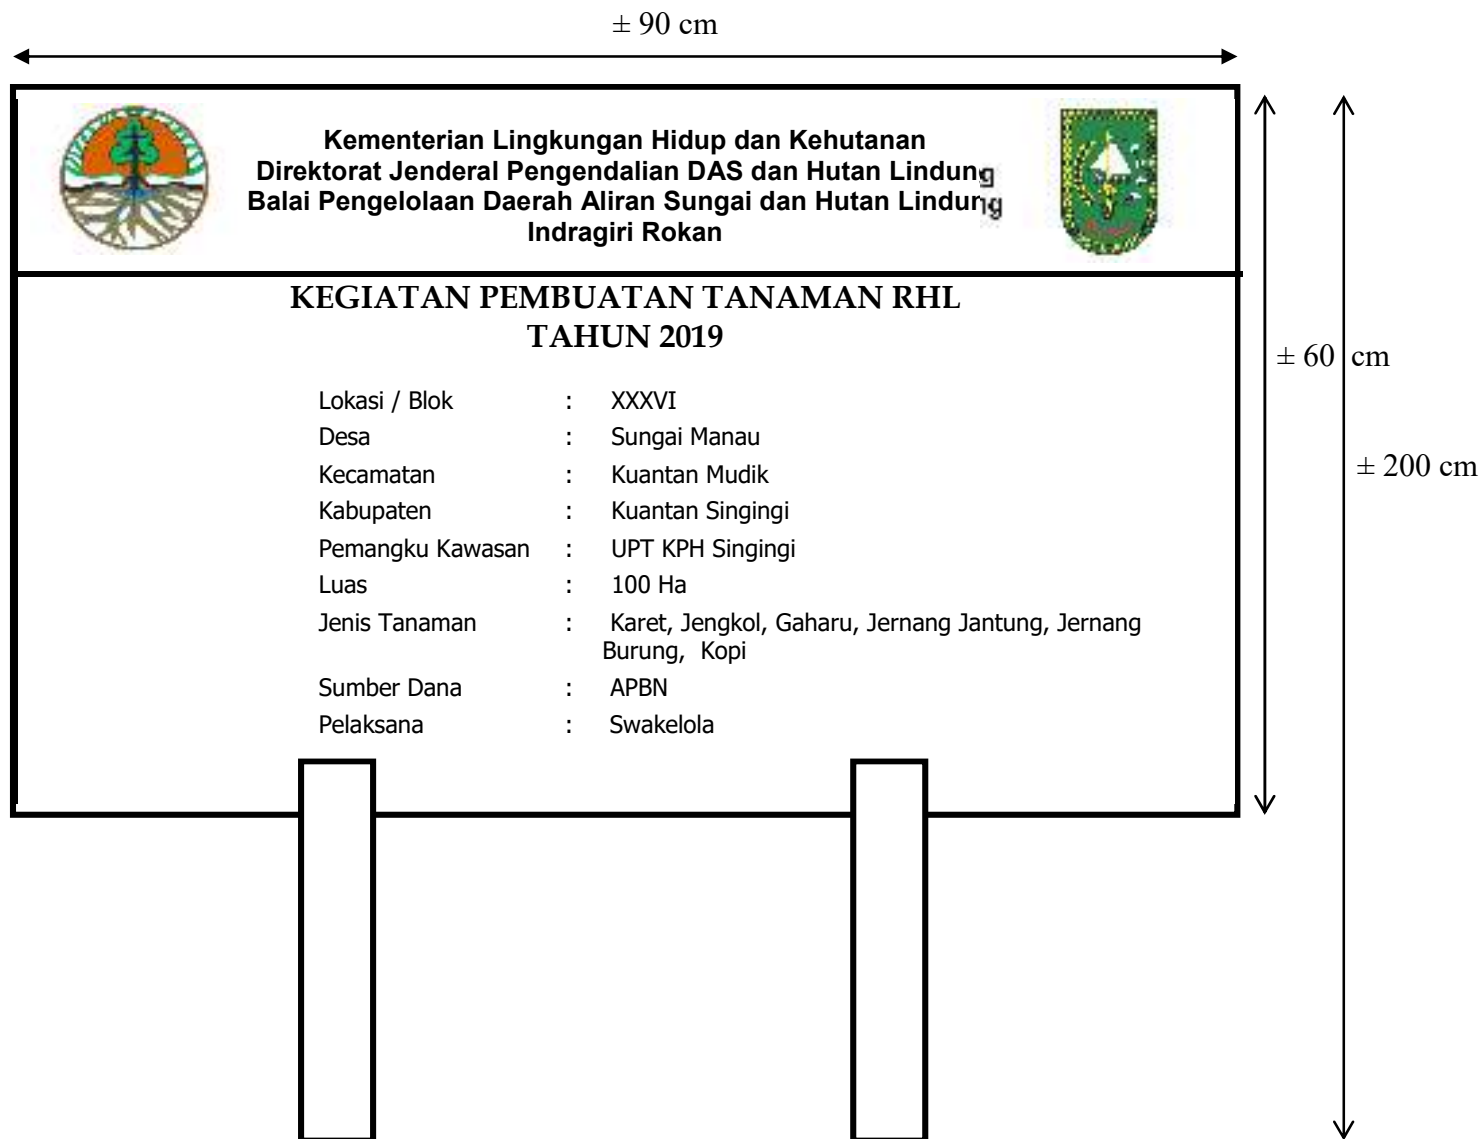 ± 90 cm
Kementerian Lingkungan Hidup dan Kehutanan
Direktorat Jenderal Pengendalian DAS dan Hutan Lindung
Balai Pengelolaan Daerah Aliran Sungai dan Hutan Lindung
Indragiri Rokan
KEGIATAN PEMBUATAN TANAMAN RHL
TAHUN 2019
± 60 cm
Lokasi / Blok : XXXVI
Desa : Sungai Manau
± 200 cm
Kecamatan : Kuantan Mudik
Kabupaten : Kuantan Singingi
Pemangku Kawasan : UPT KPH Singingi
Luas : 100 Ha
Jenis Tanaman : Karet, Jengkol, Gaharu, Jernang Jantung, Jernang
Burung, Kopi
Sumber Dana : APBN
Pelaksana : Swakelola